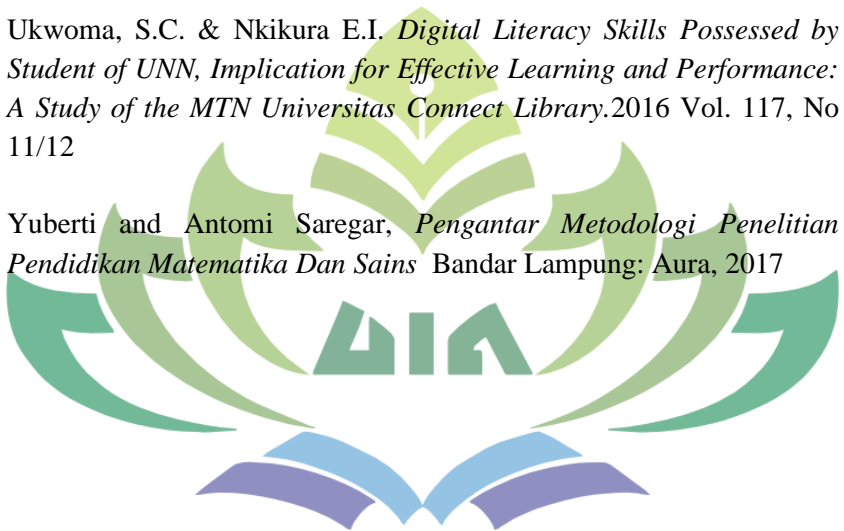 Ukwoma, S.C. & Nkikura E.I. Digital Literacy Skills Possessed by
Student of UNN, Implication for Effective Learning and Performance:
A Study of the MTN Universitas Connect Library.2016 Vol. 117, No
11/12
Yuberti and Antomi Saregar, Pengantar Metodologi Penelitian
Pendidikan Matematika Dan Sains Bandar Lampung: Aura, 2017
UIN